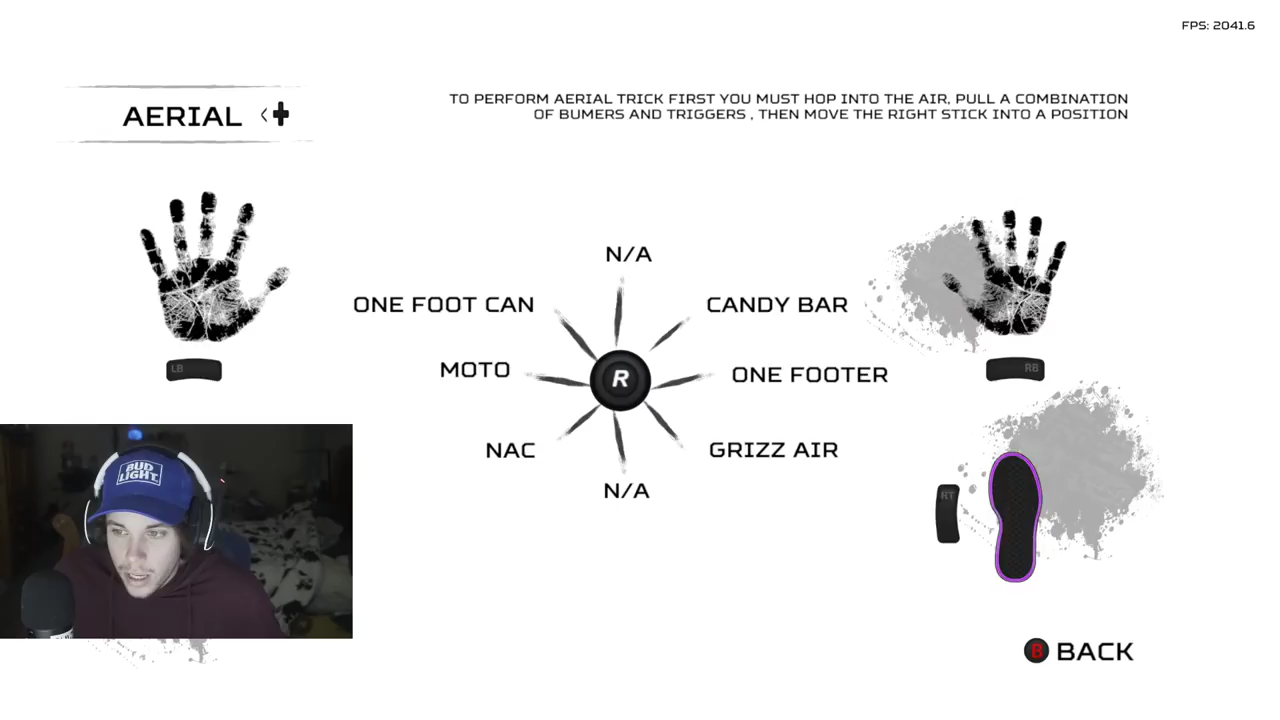 FPS: 2041.6
AERIAL
TO PERFORM AERIAL TRICK FIRST YOU MUST HOP INTO THE AIR, PULL A COMBINATION
OF BUMERS AND TRIGGERS , THEN MOVE THE RIGHT STICK INTO A POSITION
N/A
ONE FOOT CAN
CANDY BAR
MOTO
R
ONE FOOTER
NAC
GRIZZ AIR
N/A
LB
RB
RT
BUD
LIGHT.
B BACK